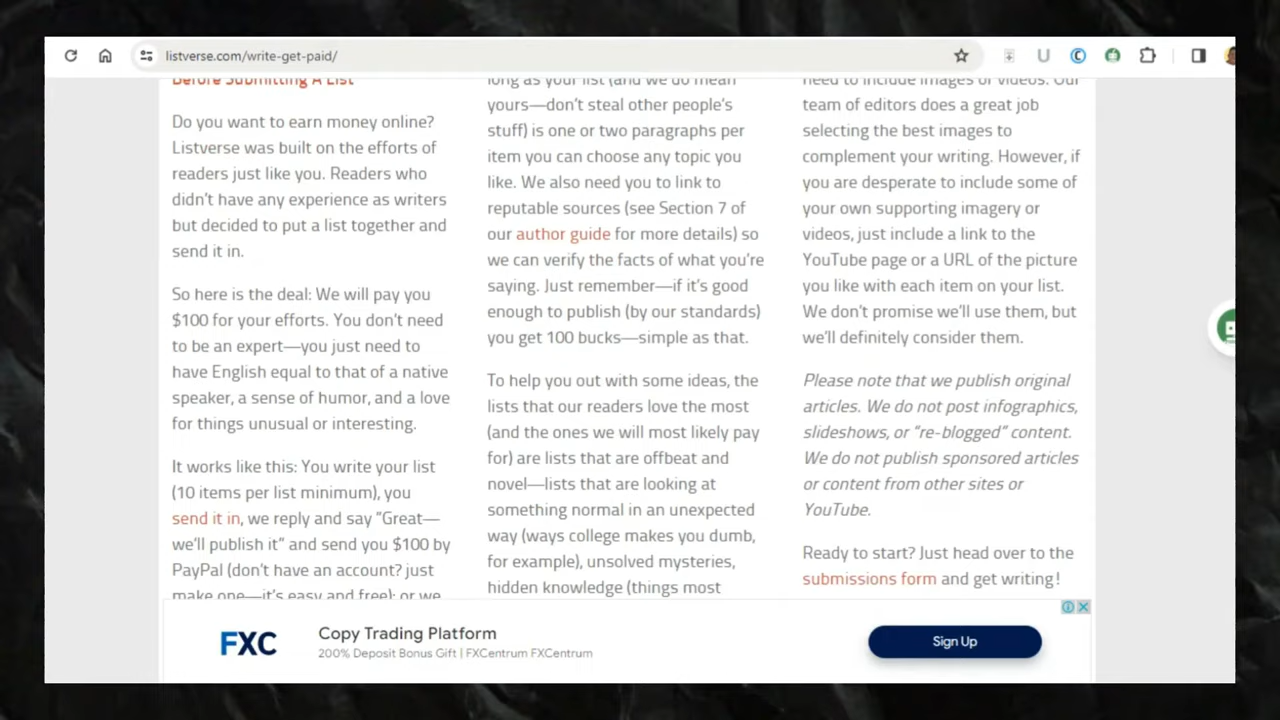 listverse.com/write-get-paid/
Before Submitting A List
Do you want to earn money online?
Listverse was built on the efforts of
readers just like you. Readers who
didn't have any experience as writers
but decided to put a list together and
send it in.
So here is the deal: We will pay you
$100 for your efforts. You don't need
to be an expert—you just need to
have English equal to that of a native
speaker, a sense of humor, and a love
for things unusual or interesting.
It works like this: You write your list
(10 items per list minimum), you
send it in, we reply and say "Great—
we'll publish it" and send you $100 by
PayPal (don't have an account? just
make one—it's easy and free); or we
long as your list (and we do mean
yours—don't steal other people's
stuff) is one or two paragraphs per
item you can choose any topic you
like. We also need you to link to
reputable sources (see Section 7 of
our author guide for more details) so
we can verify the facts of what you're
saying. Just remember—if it's good
enough to publish (by our standards)
you get 100 bucks—simple as that.
To help you out with some ideas, the
lists that our readers love the most
(and the ones we will most likely pay
for) are lists that are offbeat and
novel—lists that are looking at
something normal in an unexpected
way (ways college makes you dumb,
for example), unsolved mysteries,
hidden knowledge (things most
need to include images or videos. Our
team of editors does a great job
selecting the best images to
complement your writing. However, if
you are desperate to include some of
your own supporting imagery or
videos, just include a link to the
YouTube page or a URL of the picture
you like with each item on your list.
We don't promise we'll use them, but
we'll definitely consider them.
Please note that we publish original
articles. We do not post infographics,
slideshows, or "re-blogged" content.
We do not publish sponsored articles
or content from other sites or
YouTube.
Ready to start? Just head over to the
submissions form and get writing!
FXC
Copy Trading Platform
200% Deposit Bonus Gift | FXCentrum FXCentrum
Sign Up